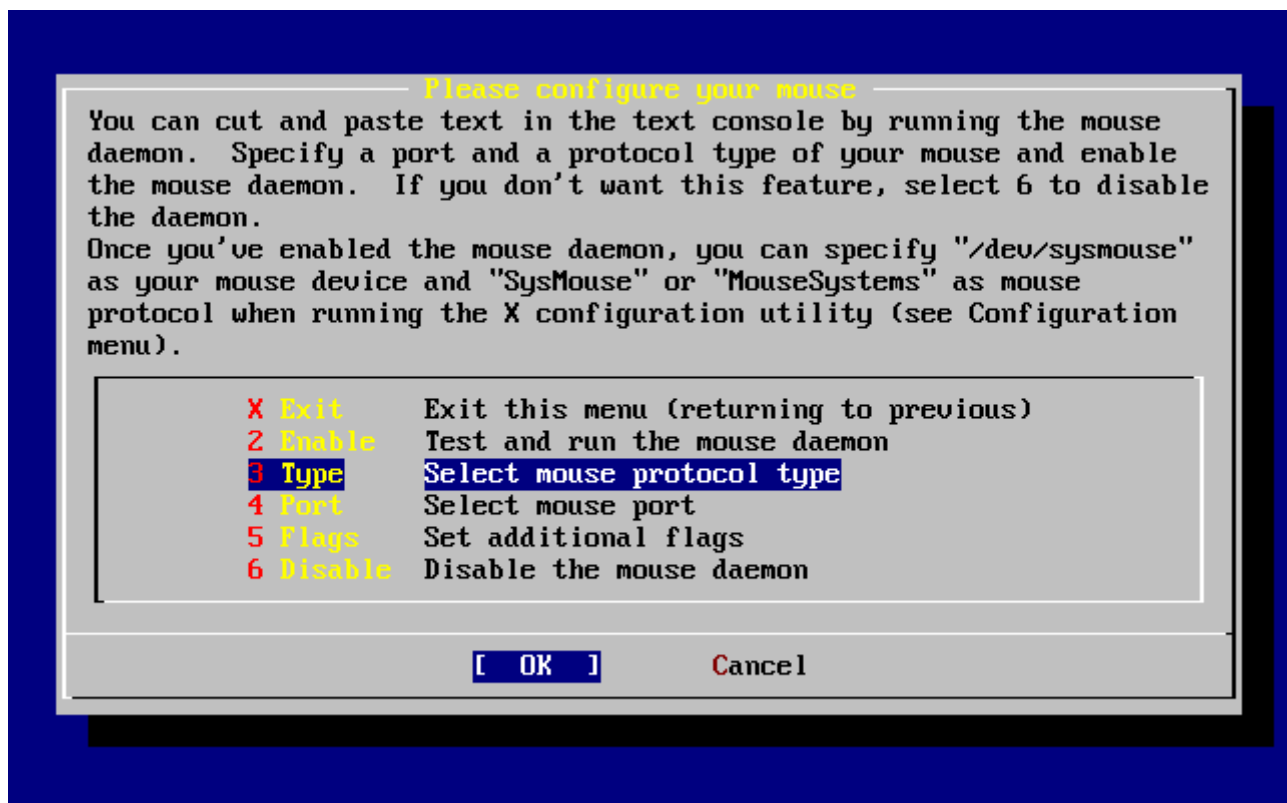 Please configure your mouse
You can cut and paste text in the text console by running the mouse
daemon.  Specify a port and a protocol type of your mouse and enable
the mouse daemon.  If you don't want this feature, select 6 to disable
the daemon.
Once you've enabled the mouse daemon, you can specify "/dev/sysmouse"
as your mouse device and "SysMouse" or "MouseSystems" as mouse
protocol when running the X configuration utility (see Configuration
menu).
X Exit     Exit this menu (returning to previous)
2 Enable   Test and run the mouse daemon
3 Type     Select mouse protocol type
4 Port     Select mouse port
5 Flags    Set additional flags
6 Disable  Disable the mouse daemon
[  OK  ]       Cancel